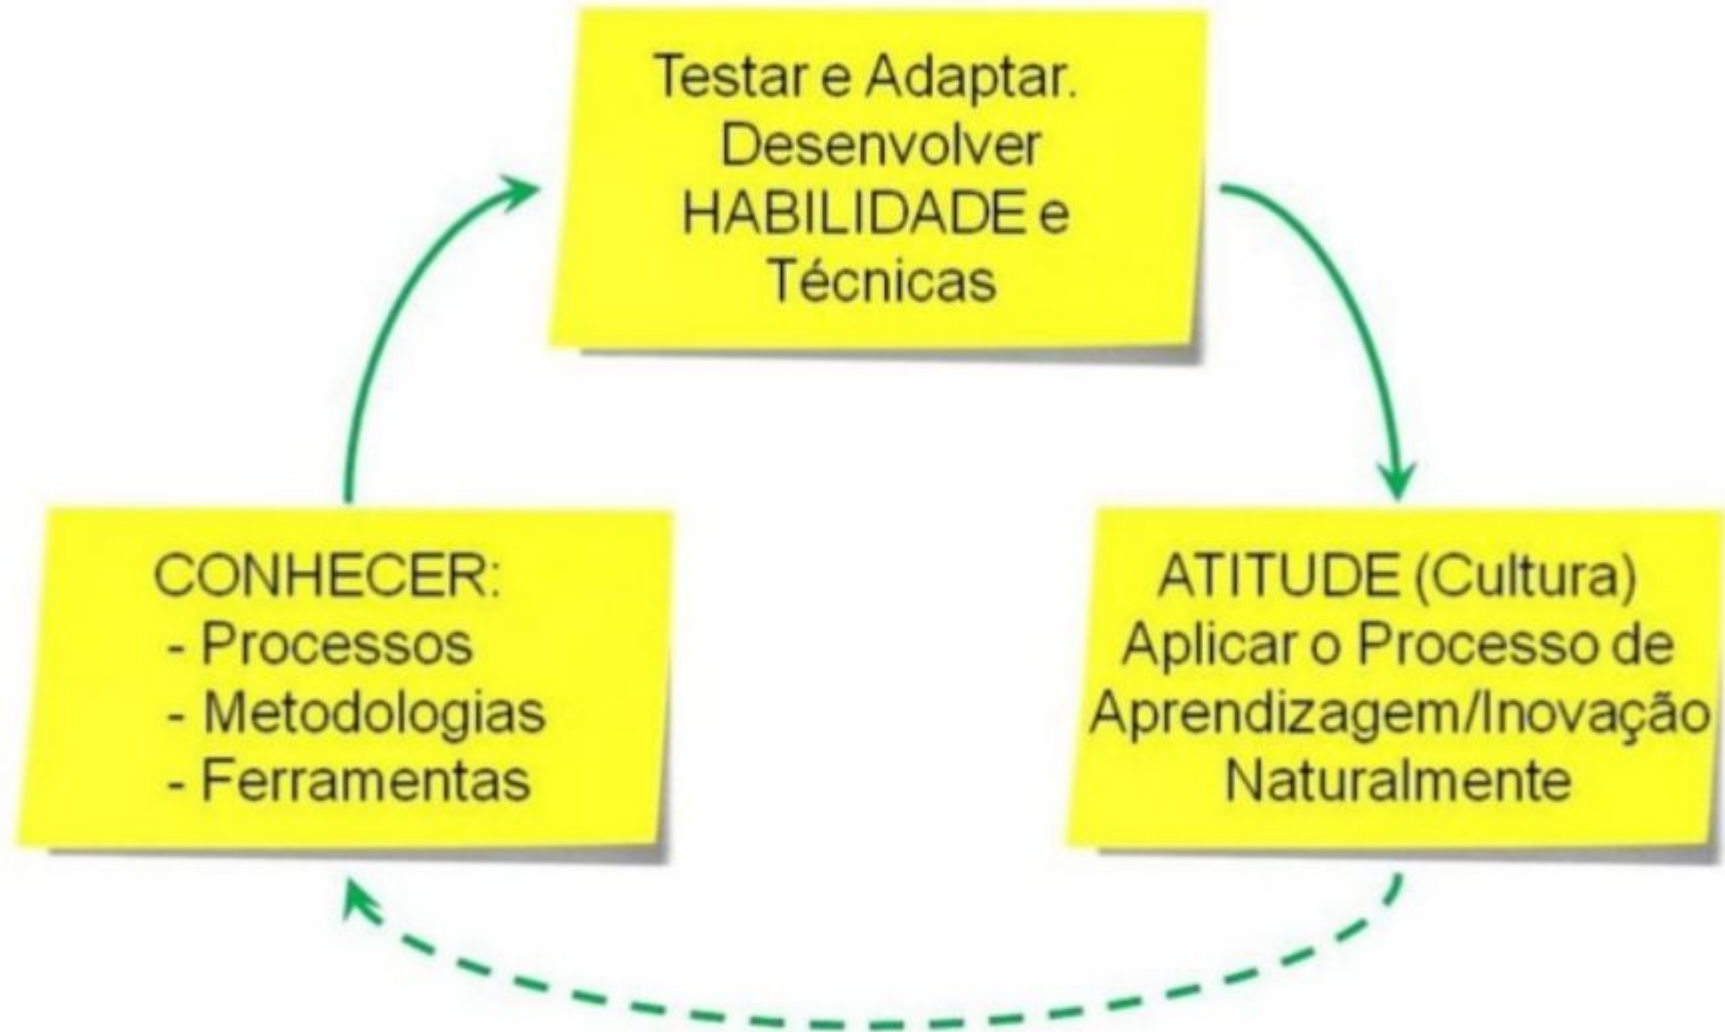 Testar e Adaptar.
Desenvolver
HABILIDADE e
Técnicas
CONHECER:
- Processos
- Metodologias
- Ferramentas
ATITUDE (Cultura)
Aplicar o Processo de
Aprendizagem/Inovação
Naturalmente